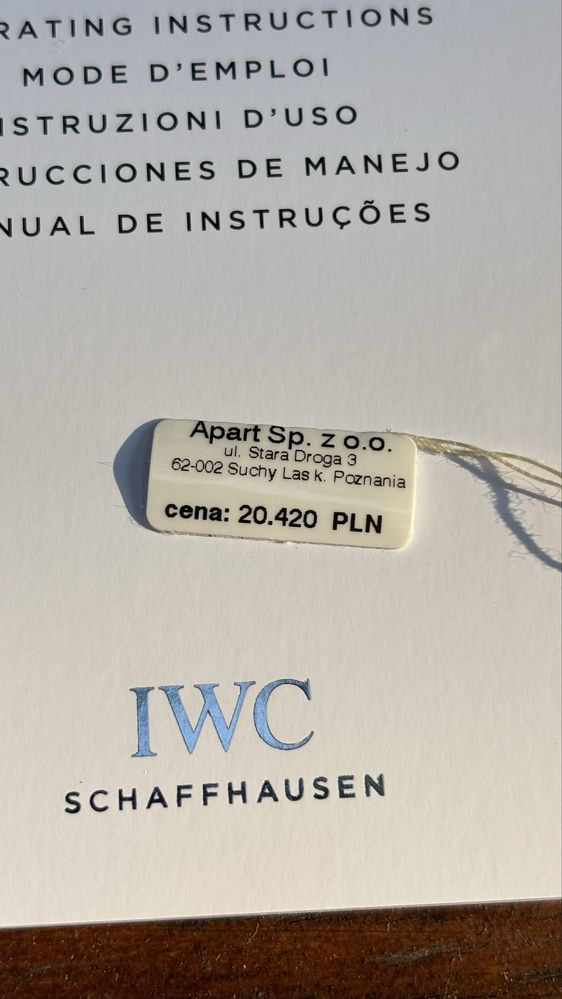 RATING INSTRUCTIONS
MODE D'EMPLOI
ISTRUZIONI D'USO
RUCCIONES DE MANEJO
NUAL DE INSTRUÇÕES
Apart Sp. z o.o.
ul. Stara Droga 3
62-002 Suchy Las k. Poznania
cena: 20.420 PLN
IWC
SCHAFFHAUSEN